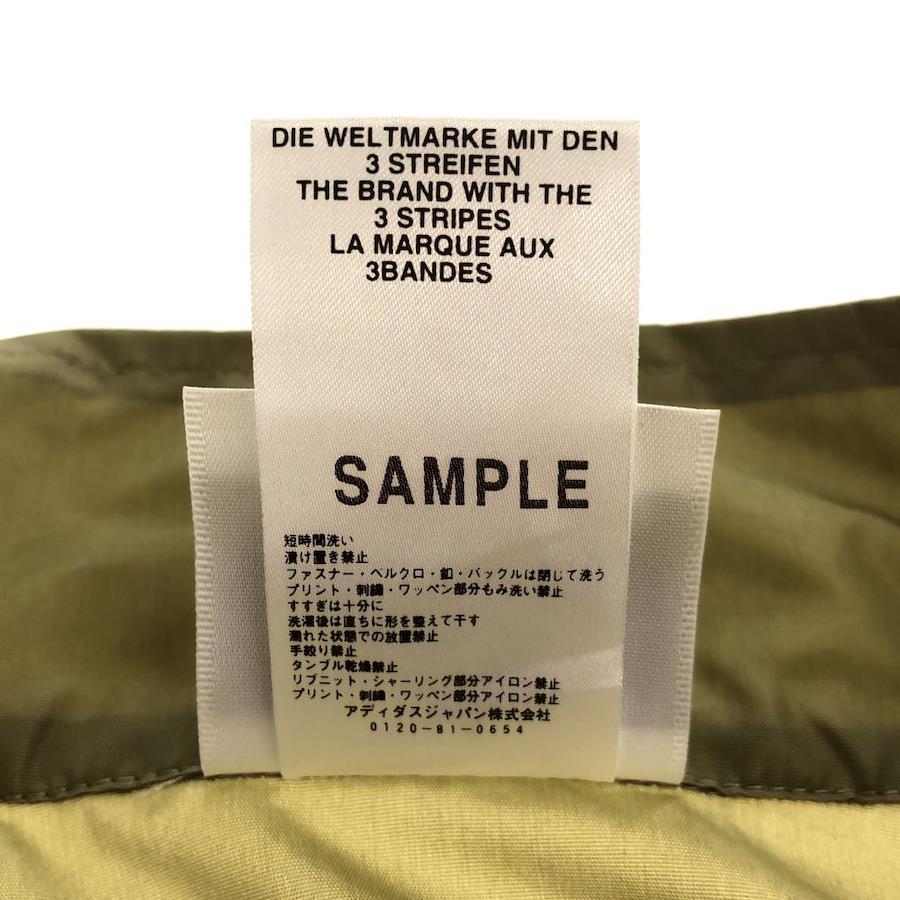 DIE WELTMARKE MIT DEN
3 STREIFEN
THE BRAND WITH THE
3 STRIPES
LA MARQUE AUX
3BANDES
SAMPLE
短時間洗い
漬け置き禁止
ファスナー・ベルクロ・釦・バックルは閉じて洗う
プリント・刺繍・ワッペン部分もみ洗い禁止
すすぎは十分に
洗濯後は直ちに形を整えて干す
濡れた状態での放置禁止
手絞り禁止
タンブル乾燥禁止
リブニット・シャーリング部分アイロン禁止
プリント・刺繍・ワッペン部分アイロン禁止
アディダスジャパン株式会社
0120-81-0654